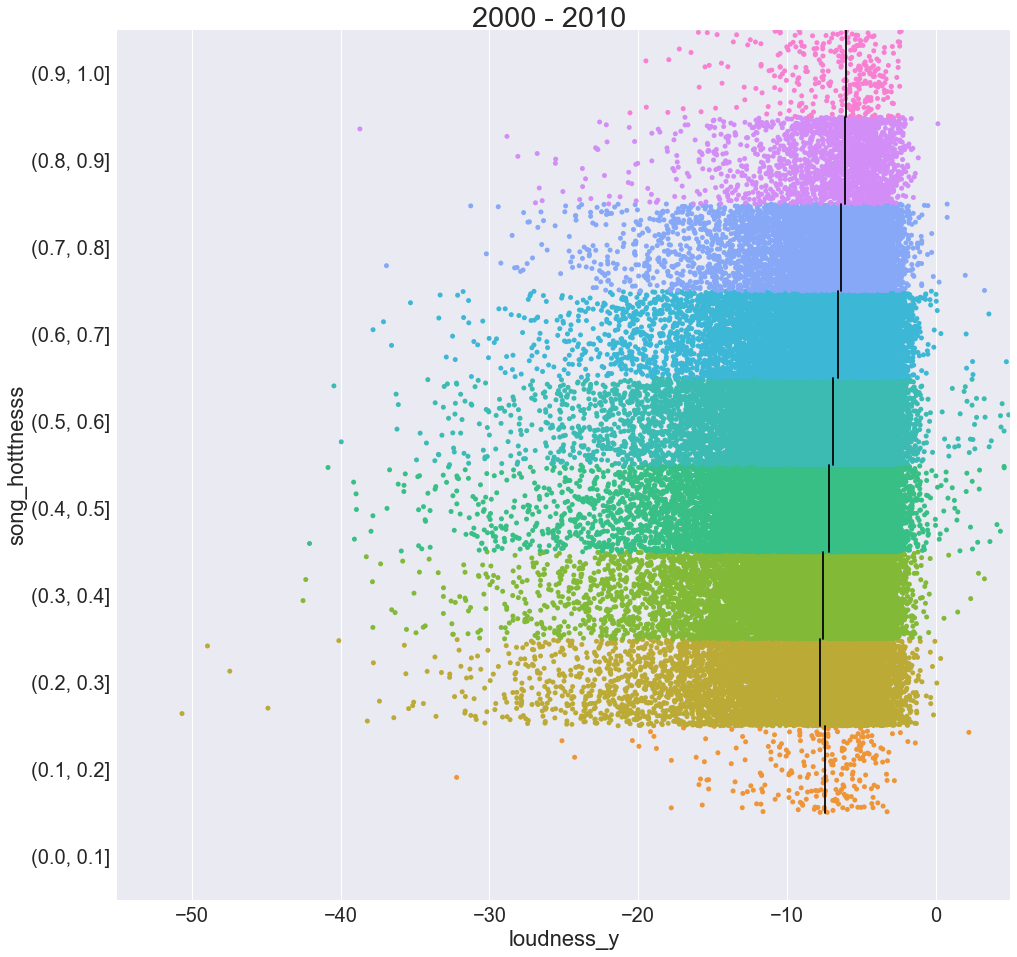 2000 - 2010
(0.9, 1.0]
(0.8, 0.9]
(0.7, 0.8]
(0.6, 0.7]
(0.5, 0.6]
(0.4, 0.5]
(0.3, 0.4]
(0.2, 0.3]
(0.1, 0.2]
(0.0, 0.1]
song_hotttnesss
−50 −40 −30 −20 −10 0
loudness_y